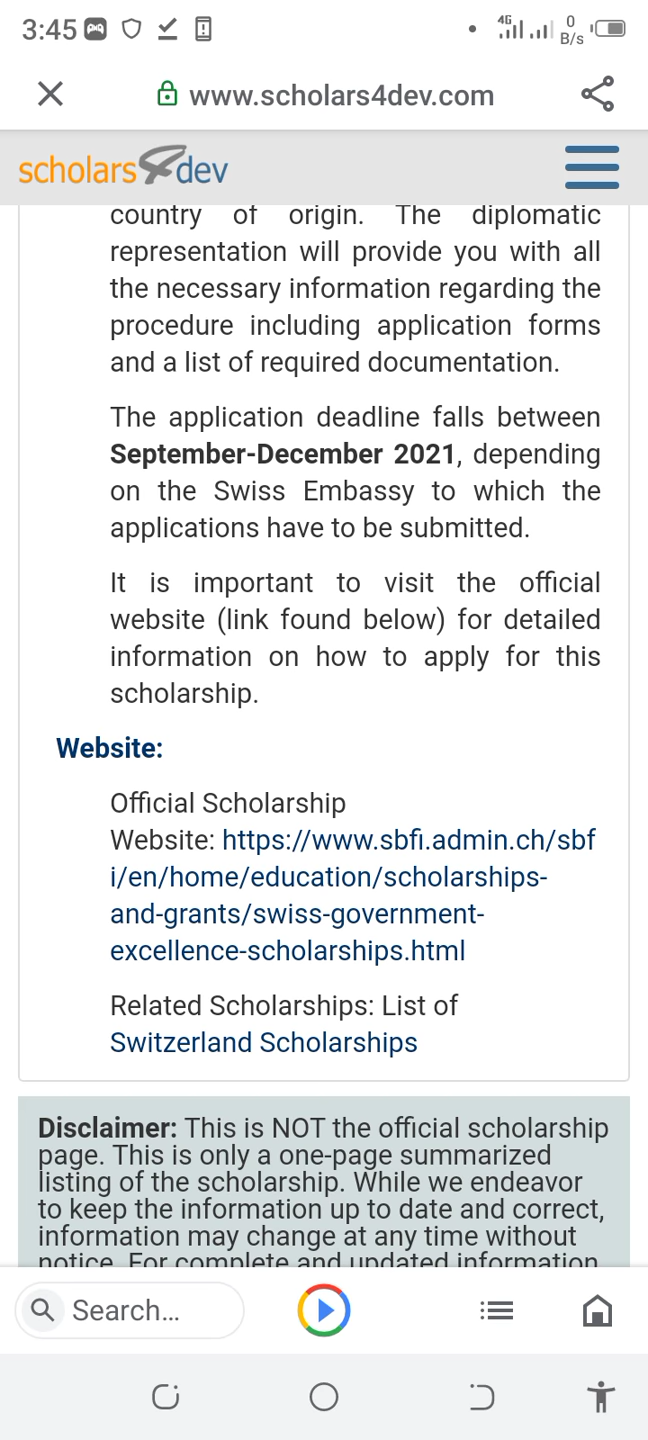 3:45
4G
0
B/s
www.scholars4dev.com
scholars4dev
country of origin. The diplomatic
representation will provide you with all
the necessary information regarding the
procedure including application forms
and a list of required documentation.
The application deadline falls between
September-December 2021, depending
on the Swiss Embassy to which the
applications have to be submitted.
It is important to visit the official
website (link found below) for detailed
information on how to apply for this
scholarship.
Website:
Official Scholarship
Website: https://www.sbfi.admin.ch/sbf
i/en/home/education/scholarships-
and-grants/swiss-government-
excellence-scholarships.html
Related Scholarships: List of
Switzerland Scholarships
Disclaimer: This is NOT the official scholarship
page. This is only a one-page summarized
listing of the scholarship. While we endeavor
to keep the information up to date and correct,
information may change at any time without
notice. For complete and updated information
Search...